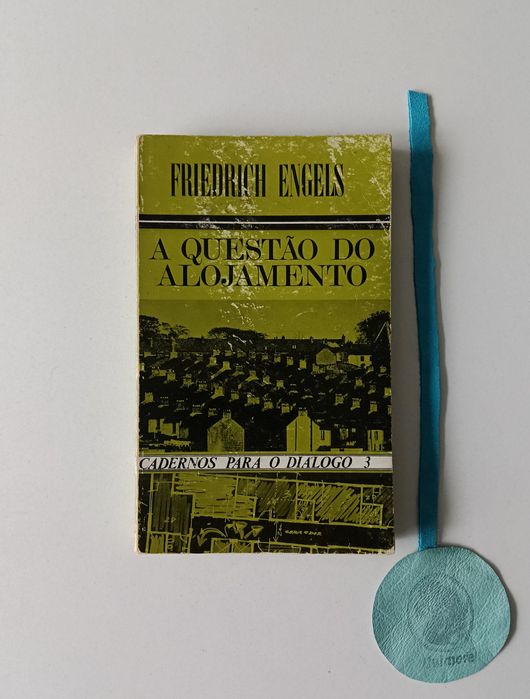 FRIEDRICH ENGELS
A QUESTÃO DO
ALOJAMENTO
CADERNOS PARA O DIALOGO 3